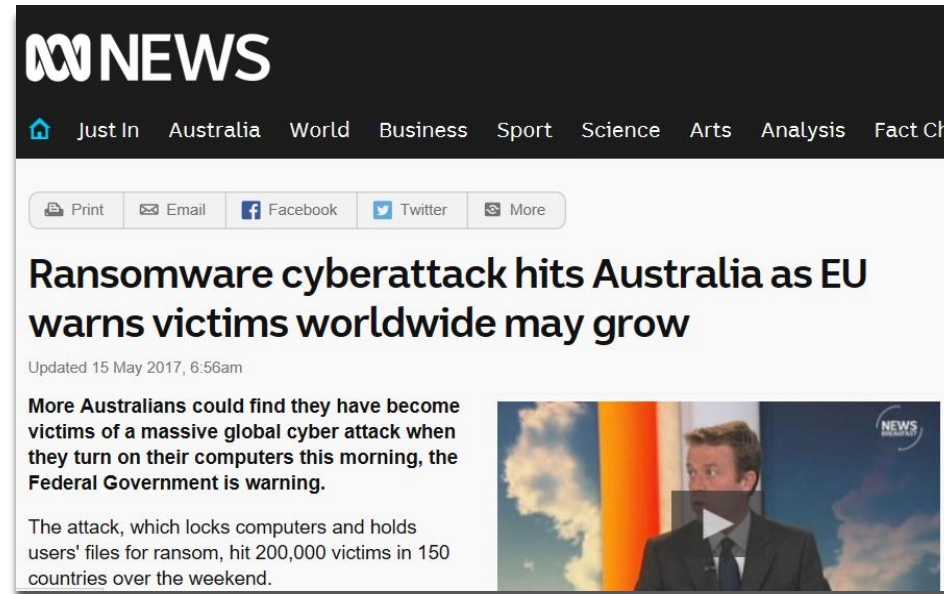 NEWS
Just In Australia World Business Sport Science Arts Analysis Fact Ch
Print Email Facebook Twitter More
Ransomware cyberattack hits Australia as EU
warns victims worldwide may grow
Updated 15 May 2017, 6:56am
More Australians could find they have become
victims of a massive global cyber attack when
they turn on their computers this morning, the
Federal Government is warning.
NEWS
BREAKFAST
The attack, which locks computers and holds
users' files for ransom, hit 200,000 victims in 150
countries over the weekend.